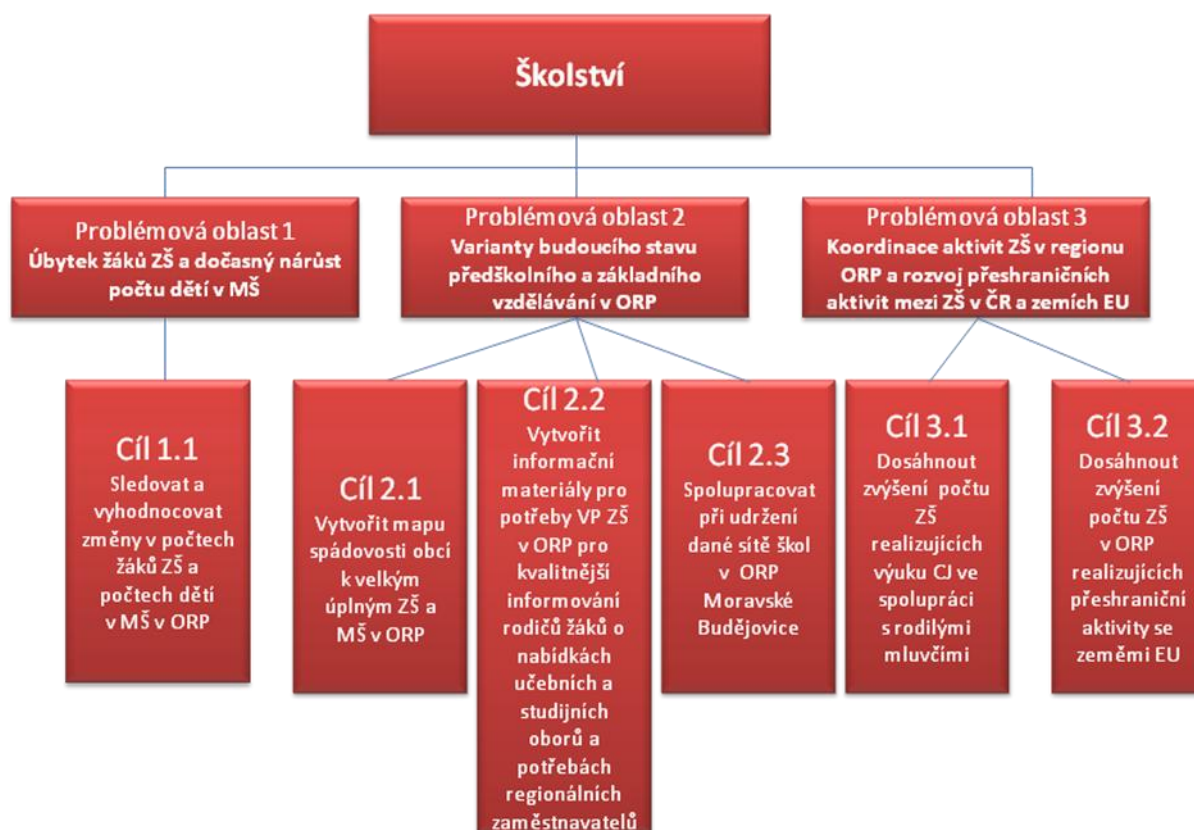 Školství
Problémová oblast 1
Úbytek žáků ZŠ a dočasný nárůst
počtu dětí v MŠ
Problémová oblast 2
Varianty budoucího stavu
předškolního a základního
vzdělávání v ORP
Problémová oblast 3
Koordinace aktivit ZŠ v regionu
ORP a rozvoj přeshraničních
aktivit mezi ZŠ v ČR a zemích EU
Cíl 1.1
Sledovat a
vyhodnocovat
změny v počtech
žáků ZŠ a
počtech dětí
v MŠ v ORP
Cíl 2.1
Vytvořit mapu
spádovosti obcí
k velkým
úplným ZŠ a
MŠ v ORP
Cíl 2.2
Vytvořit
informační
materiály pro
potřeby VP ZŠ
v ORP pro
kvalitnější
informování
rodičů žáků o
nabídkách
učebních a
studijních
oborů a
potřebách
regionálních
zaměstnavatelů
Cíl 2.3
Spolupracovat
při udržení
dané sítě škol
v ORP
Moravské
Budějovice
Cíl 3.1
Dosáhnout
zvýšení počtu
ZŠ
realizujících
výuku CJ ve
spolupráci
s rodilými
mluvčími
Cíl 3.2
Dosáhnout
zvýšení
počtu ZŠ
v ORP
realizujících
přeshraniční
aktivity se
zeměmi EU